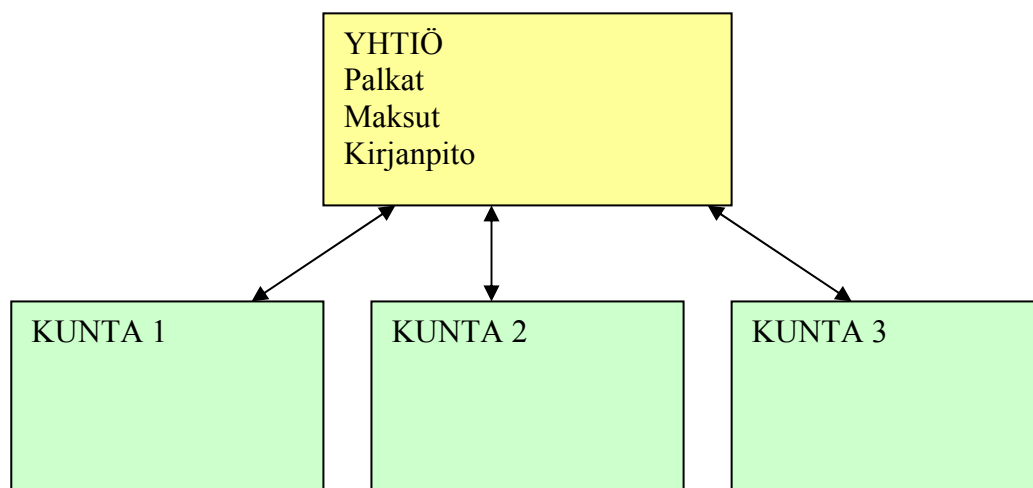 YHTIÖ
Palkat
Maksut
Kirjanpito
KUNTA 1
KUNTA 2
KUNTA 3